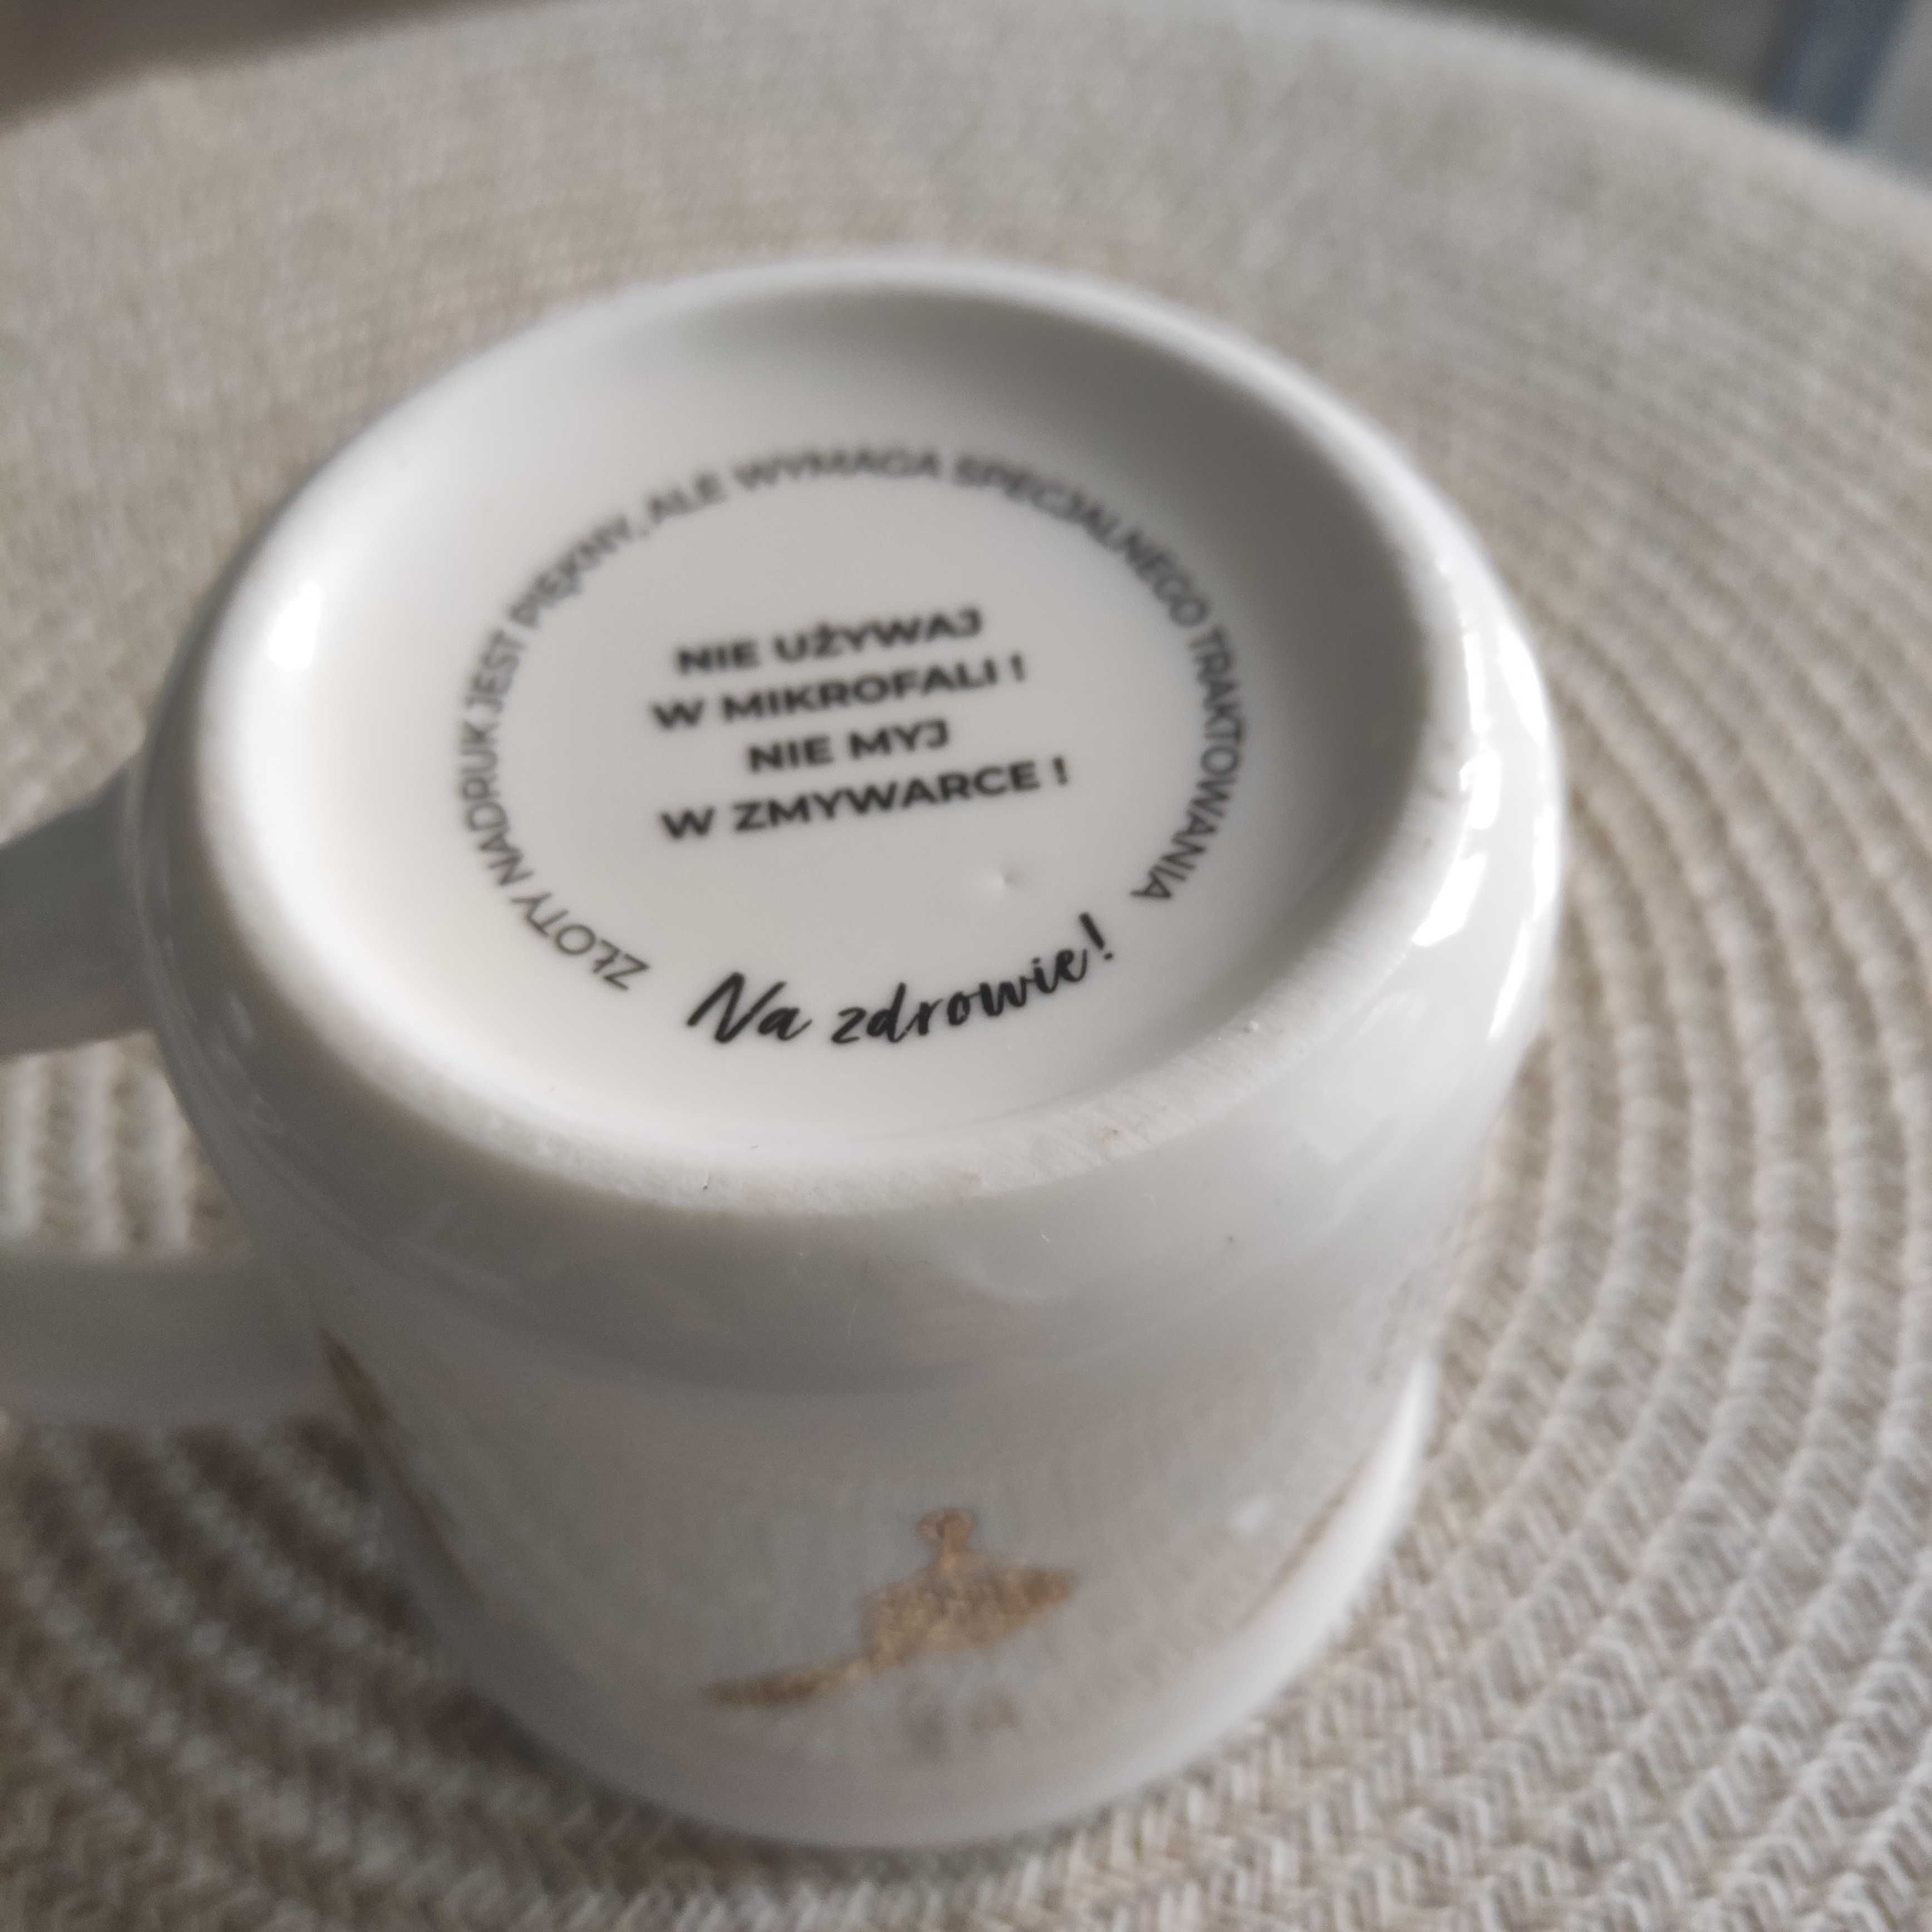 ZŁOTY NADRUK JEST PIĘKNY, ALE WYMAGA SPECJALNEGO TRAKTOWANIA
NIE UŻYWAJ
W MIKROFALI !
NIE MYJ
W ZMYWARCE !
Na zdrowie!